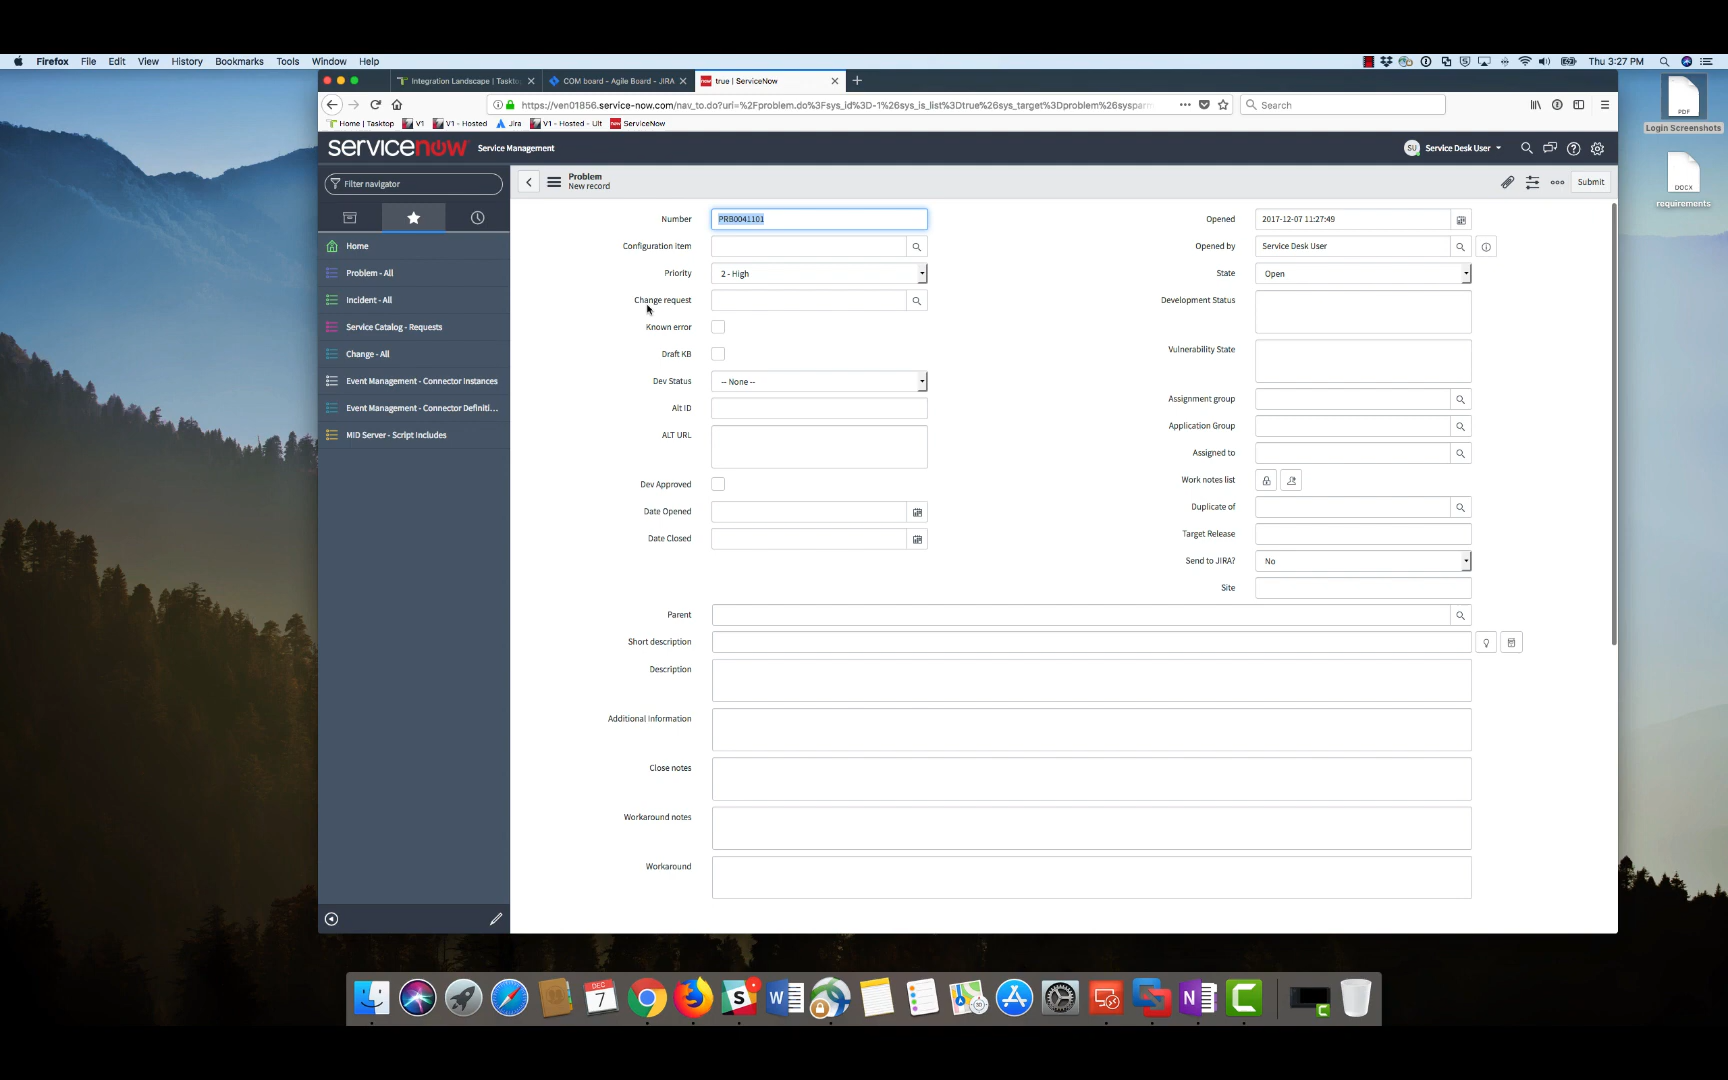 Firefox File Edit View History Bookmarks Tools Window Help
Thu 3:27 PM
Integration Landscape | Taskto
COM board - Agile Board - JIRA
true | ServiceNow
https://ven01856.service-now.com/nav_to.do?uri=%2Fproblem.do%3Fsys_id%3D-1%26sys_is_list%3Dtrue%26sys_target%3Dproblem%26syspar
Search
Home | Tasktop V1 V1 - Hosted Jira V1 - Hosted - Ult ServiceNow
PDF
Login Screenshots
DOCX
requirements
servicenow Service Management
SU Service Desk User
Filter navigator
Home
Problem - All
Incident - All
Service Catalog - Requests
Change - All
Event Management - Connector Instances
Event Management - Connector Definiti...
MID Server - Script Includes
Problem
New record
Submit
Number PRB0041101
Configuration item
Priority 2 - High
Change request
Known error
Draft KB
Dev Status -- None --
Alt ID
ALT URL
Dev Approved
Date Opened
Date Closed
Opened 2017-12-07 11:27:49
Opened by Service Desk User
State Open
Development Status
Vulnerability State
Assignment group
Application Group
Assigned to
Work notes list
Duplicate of
Target Release
Send to JIRA? No
Site
Parent
Short description
Description
Additional Information
Close notes
Workaround notes
Workaround
DEC
7